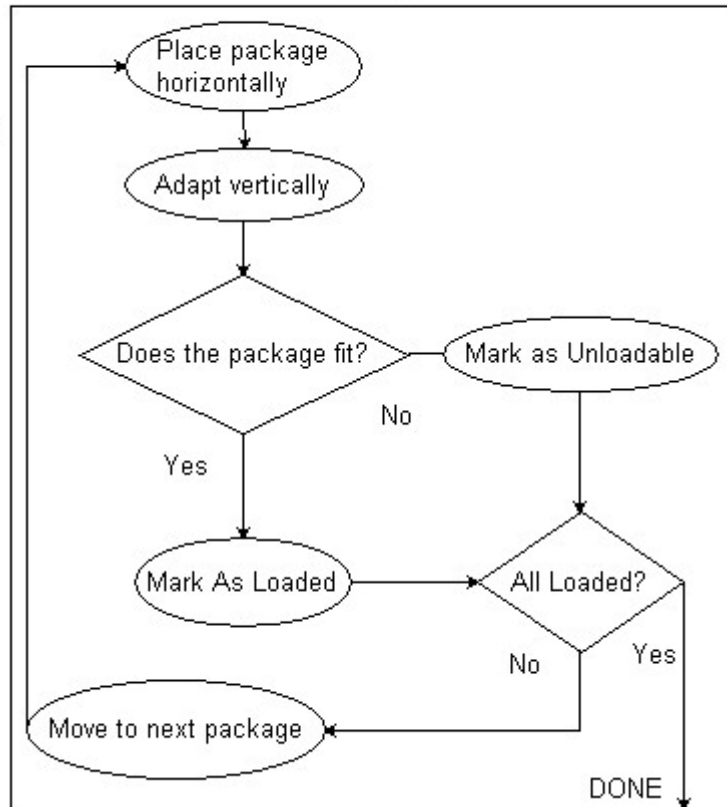 Place package
horizontally
Adapt vertically
Does the package fit?
Mark as Unloadable
No
Yes
Mark As Loaded
All Loaded?
No
Yes
Move to next package
DONE